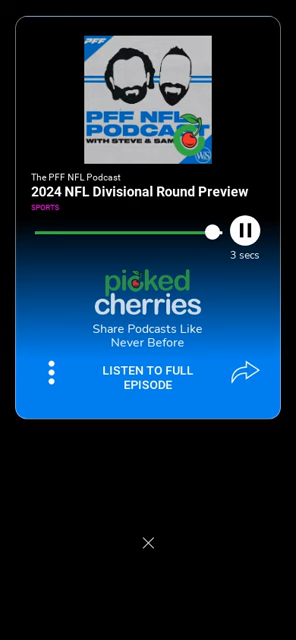 PFF
PFF NFL
PODCAST
WITH STEVE & SAM
The PFF NFL Podcast
2024 NFL Divisional Round Preview
SPORTS
3 secs
picked
cherries
Share Podcasts Like
Never Before
LISTEN TO FULL
EPISODE